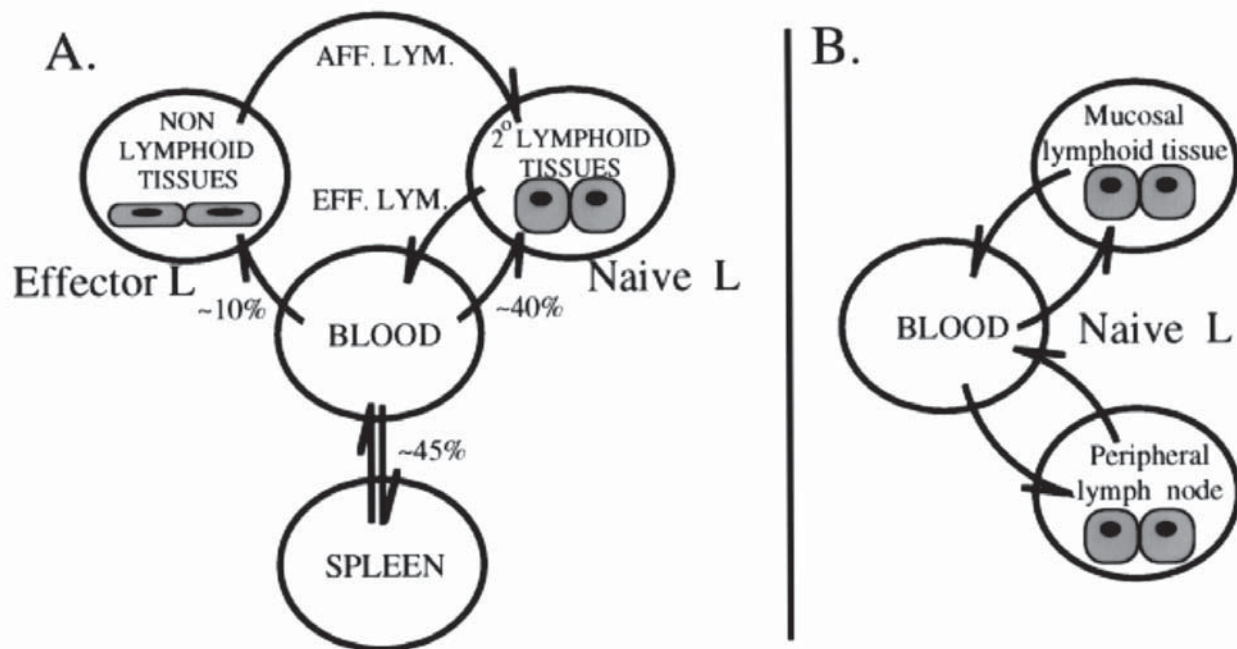 A.
AFF. LYM.
NON
LYMPHOID
TISSUES
2° LYMPHOID
TISSUES
EFF. LYM.
Effector L
~10%
Naive L
~40%
BLOOD
~45%
SPLEEN
B.
Mucosal
lymphoid tissue
BLOOD
Naive L
Peripheral
lymph node